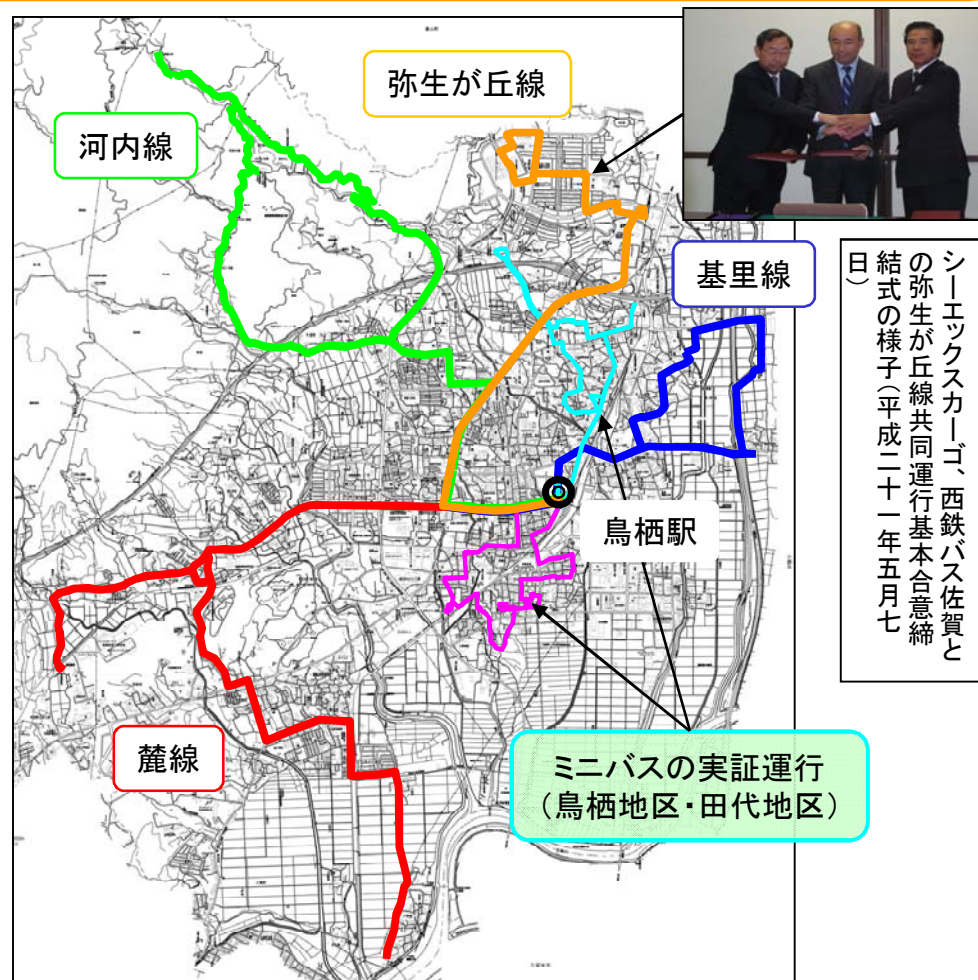 弥生が丘線
河内線
基里線
シーエックスカーゴ、西鉄バス佐賀と
の弥生が丘線共同運行基本合意締
結式の様子（平成二十一年五月七
日）
鳥栖駅
麓線
ミニバスの実証運行
（鳥栖地区・田代地区）